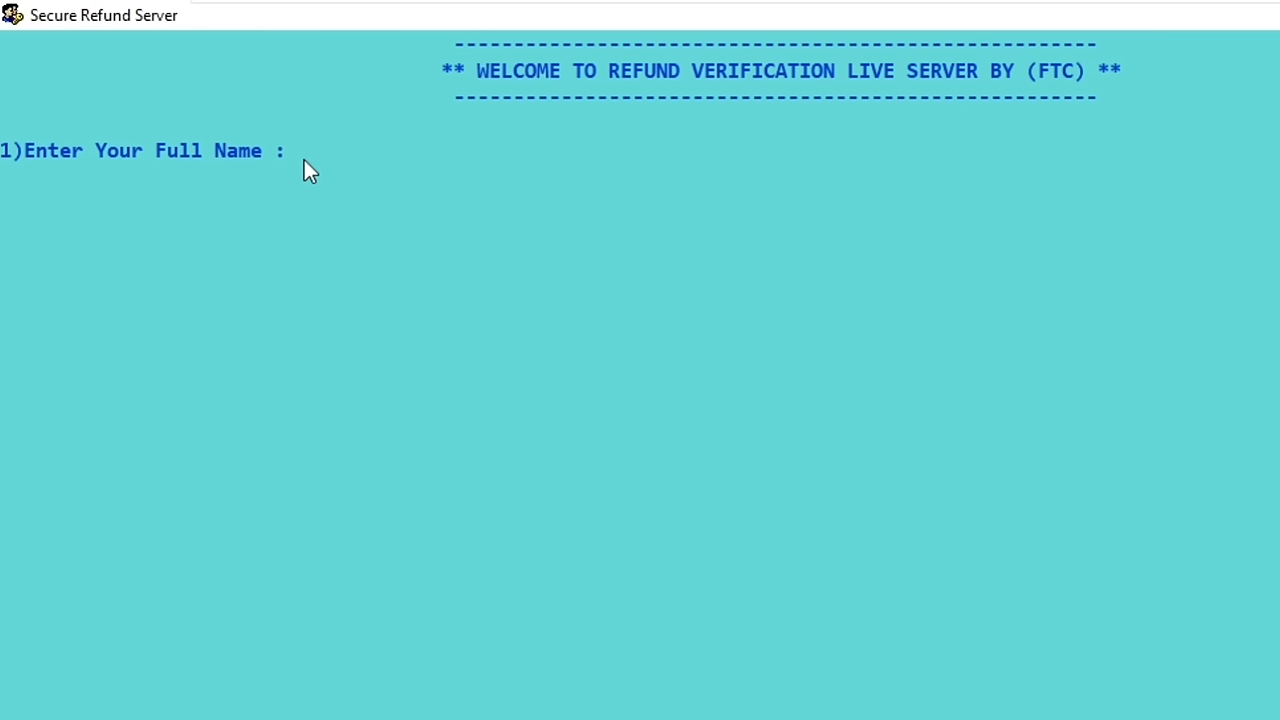 Secure Refund Server
------------------------------------------------------
** WELCOME TO REFUND VERIFICATION LIVE SERVER BY (FTC) **
------------------------------------------------------
1)Enter Your Full Name :